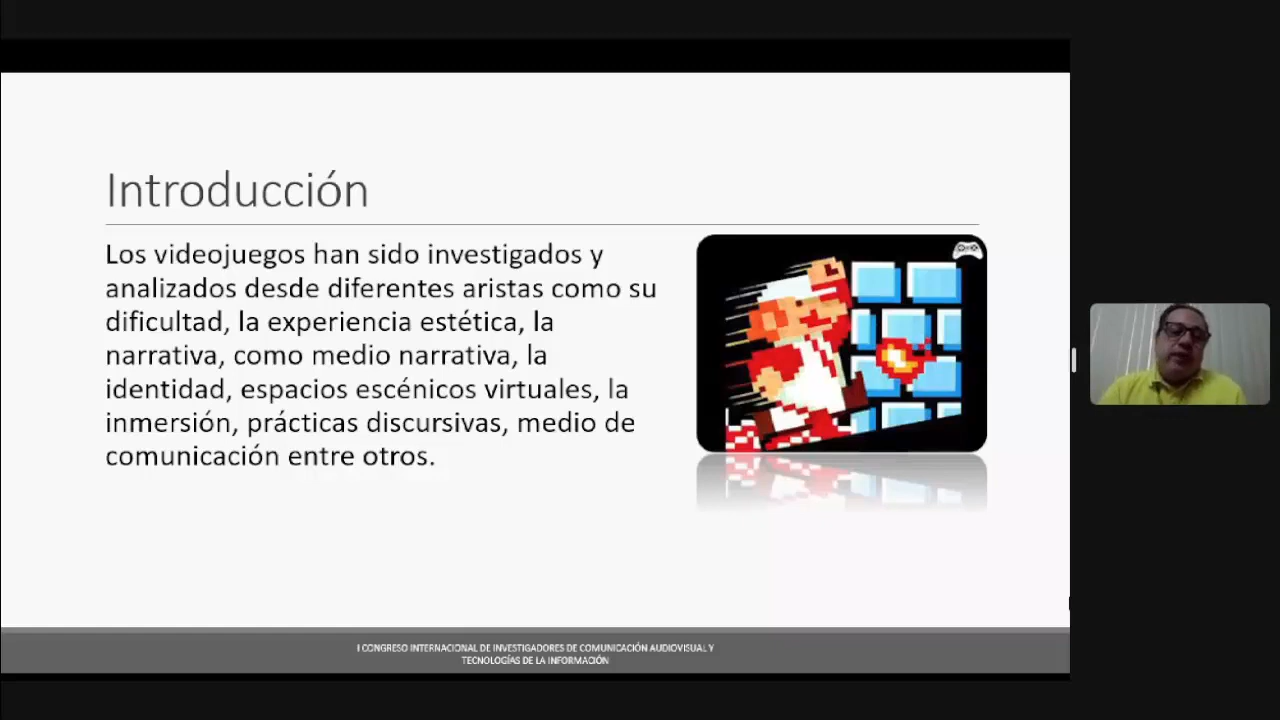 Introducción
Los videojuegos han sido investigados y
analizados desde diferentes aristas como su
dificultad, la experiencia estética, la
narrativa, como medio narrativa, la
identidad, espacios escénicos virtuales, la
inmersión, prácticas discursivas, medio de
comunicación entre otros.
I CONGRESO INTERNACIONAL DE INVESTIGADORES DE COMUNICACIÓN AUDIOVISUAL Y
TECNOLOGÍAS DE LA INFORMACIÓN